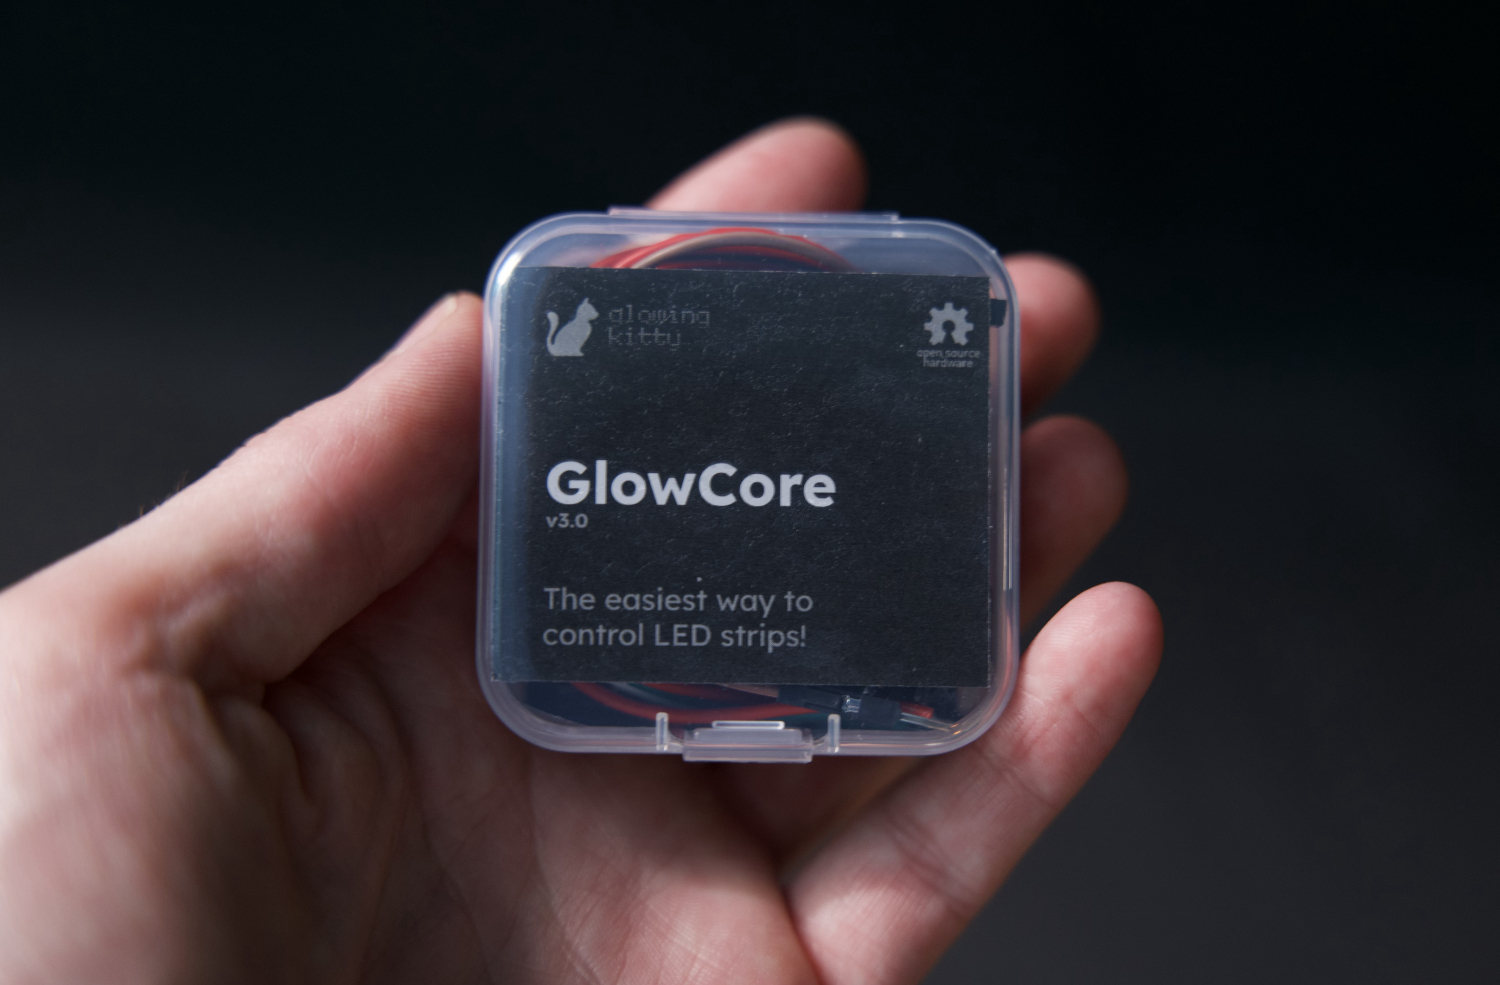 glowing
kitty
open source
hardware
GlowCore
v3.0
The easiest way to
control LED strips!